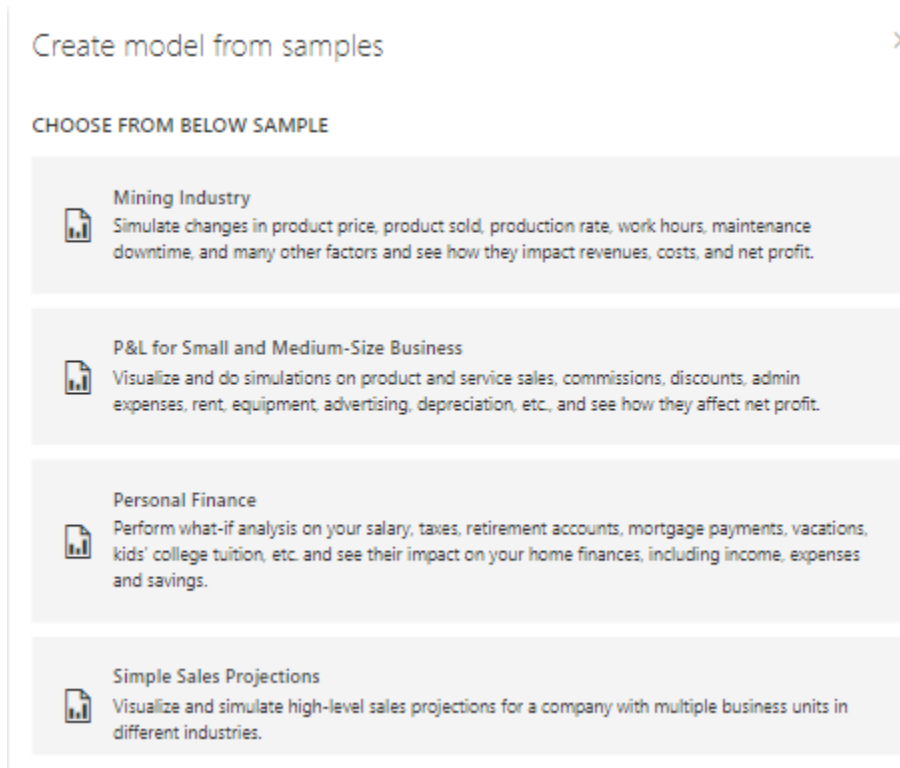 Create model from samples
CHOOSE FROM BELOW SAMPLE
Mining Industry
Simulate changes in product price, product sold, production rate, work hours, maintenance
downtime, and many other factors and see how they impact revenues, costs, and net profit.
P&L for Small and Medium-Size Business
Visualize and do simulations on product and service sales, commissions, discounts, admin
expenses, rent, equipment, advertising, depreciation, etc., and see how they affect net profit.
Personal Finance
Perform what-if analysis on your salary, taxes, retirement accounts, mortgage payments, vacations,
kids' college tuition, etc. and see their impact on your home finances, including income, expenses
and savings.
Simple Sales Projections
Visualize and simulate high-level sales projections for a company with multiple business units in
different industries.